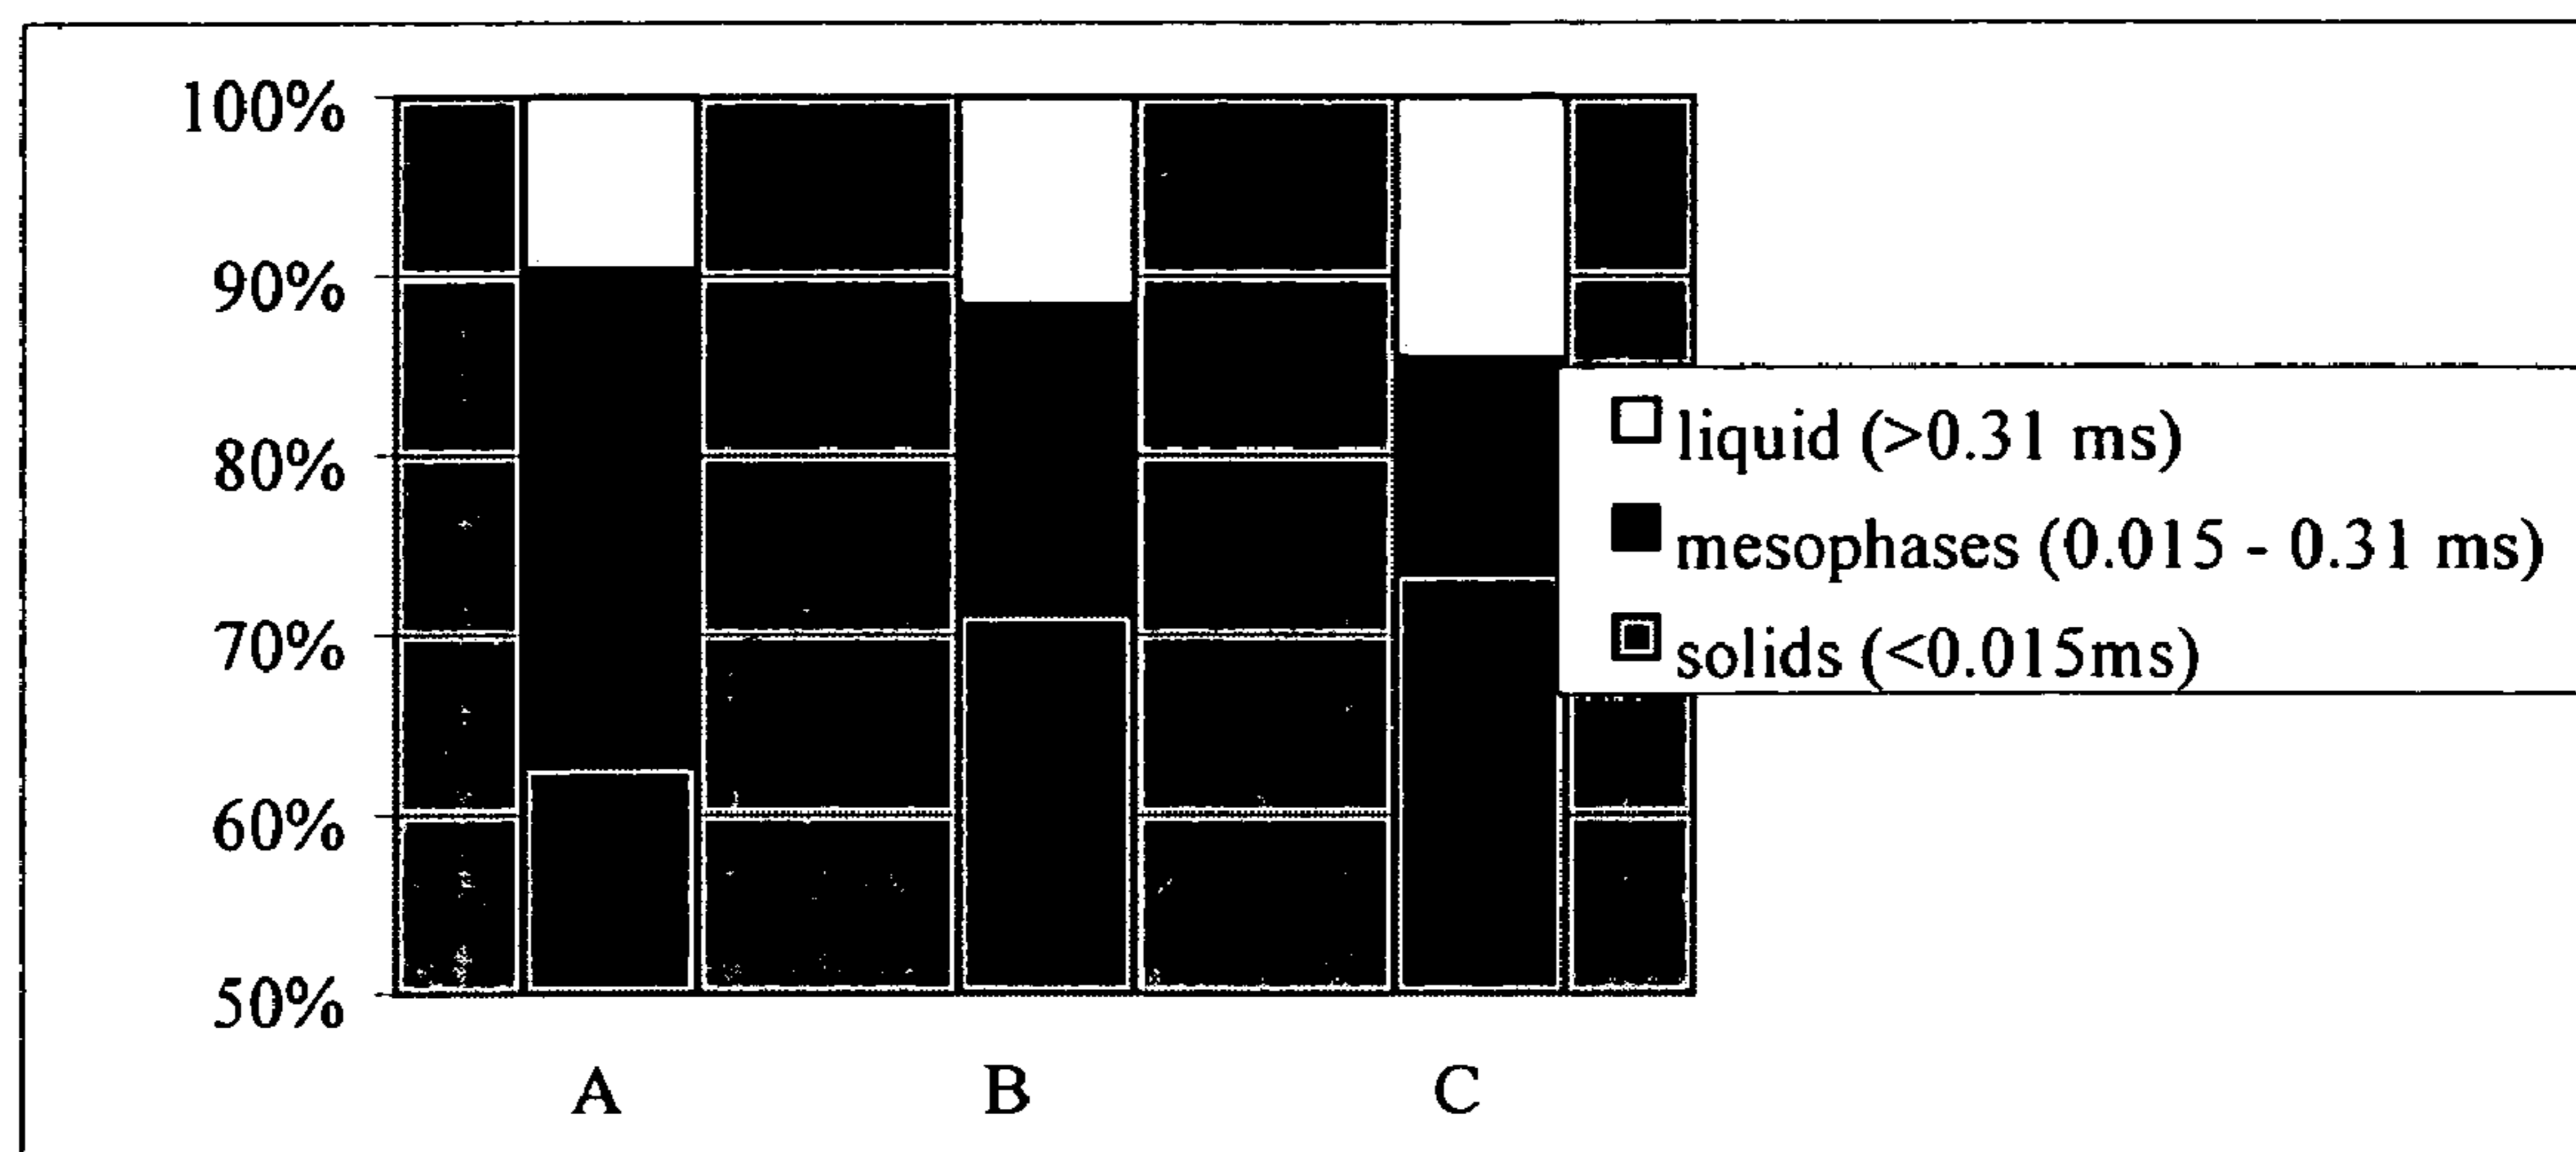 100%
90%
80%
70%
60%
50%
liquid (>0.31 ms)
mesophases (0.015 - 0.31 ms)
solids (<0.015ms)
A B C